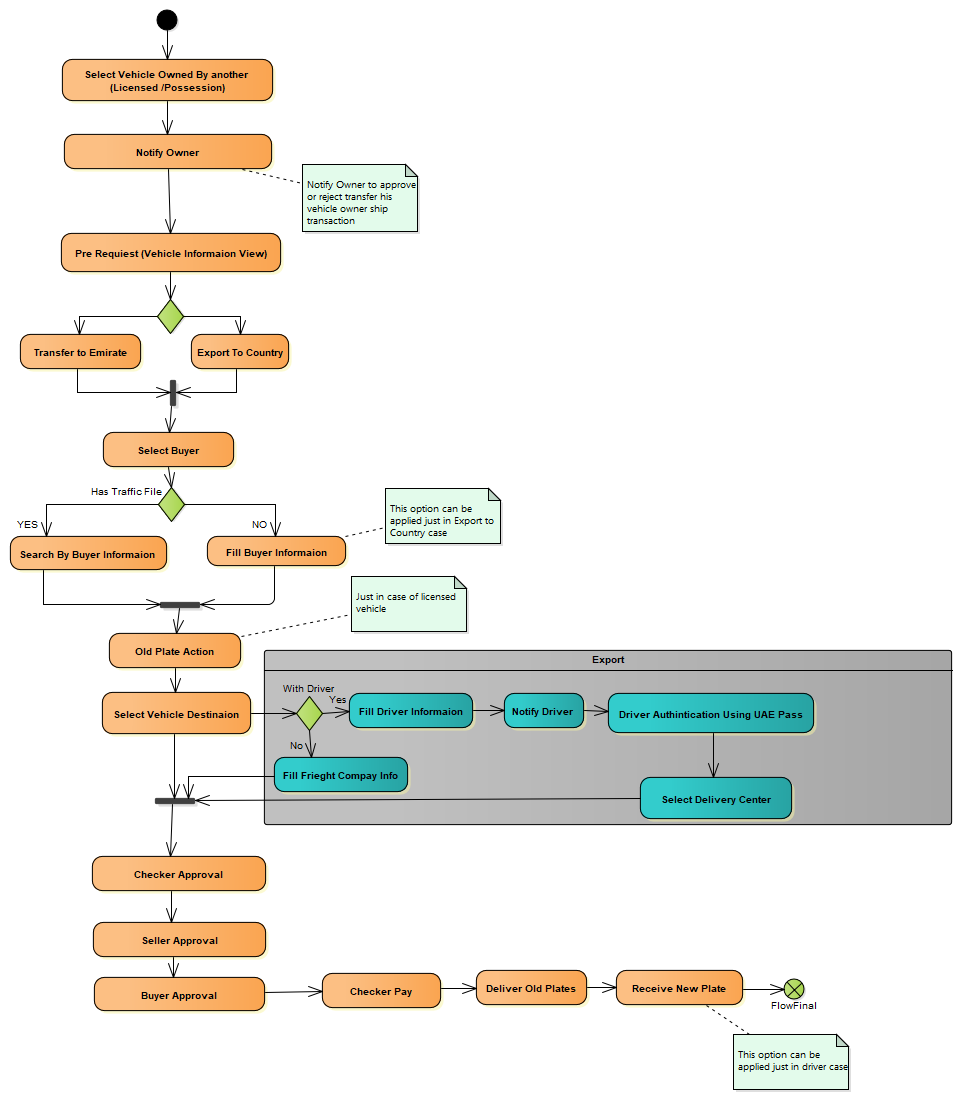 Select Vehicle Owned By another
(Licensed /Possession)
Notify Owner
Notify Owner to approve
or reject transfer his
vehicle owner ship
transaction
Pre Requiest (Vehicle Informaion View)
Transfer to Emirate
Export To Country
Select Buyer
Has Traffic File
YES
NO
This option can be
applied just in Export to
Country case
Search By Buyer Informaion
Fill Buyer Informaion
Just in case of licensed
vehicle
Old Plate Action
Export
With Driver
Yes
Fill Driver Informaion
Notify Driver
Driver Authintication Using UAE Pass
Select Vehicle Destinaion
No
Fill Frieght Compay Info
Select Delivery Center
Checker Approval
Seller Approval
Buyer Approval
Checker Pay
Deliver Old Plates
Receive New Plate
FlowFinal
This option can be
applied just in driver case